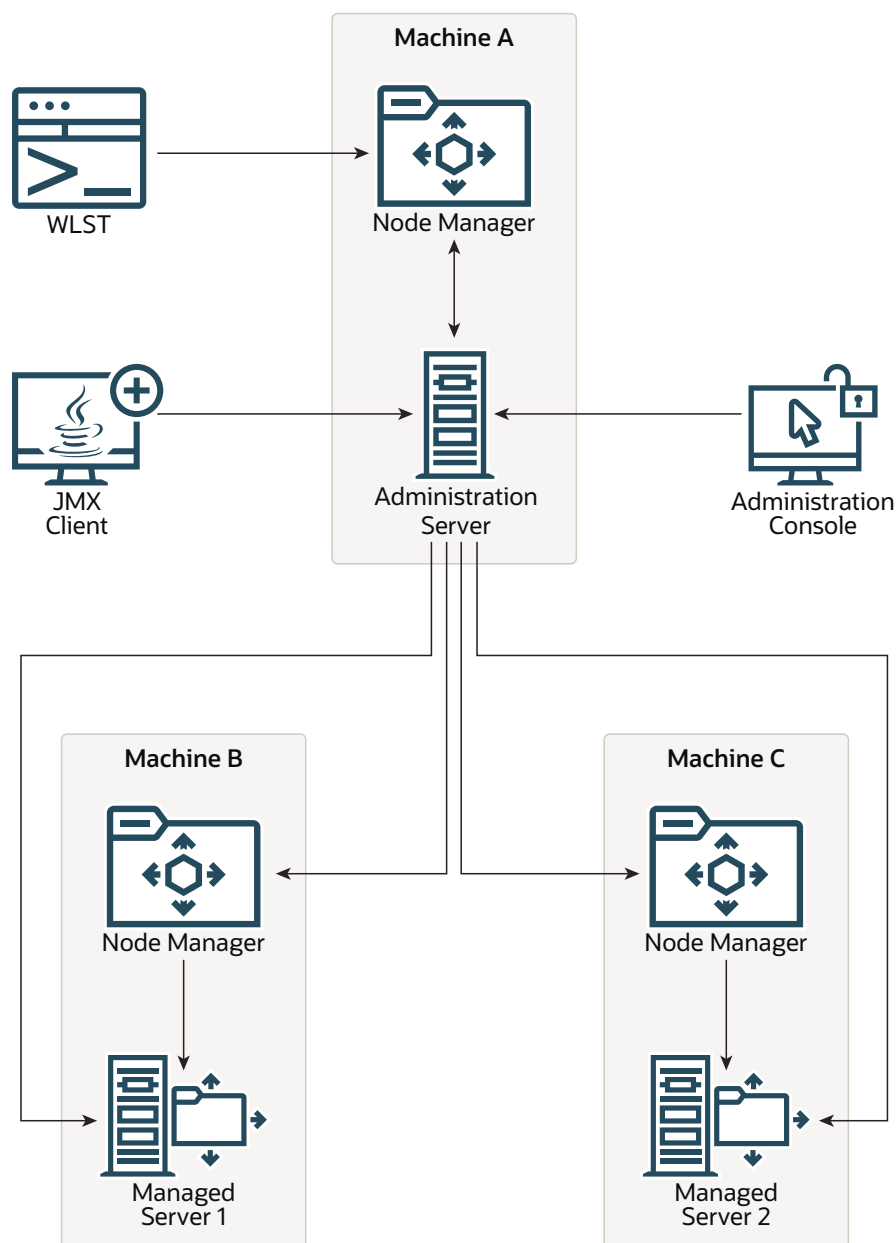 Machine A
WLST
Node Manager
JMX
Client
Administration
Server
Administration
Console
Machine B
Machine C
Node Manager
Node Manager
Managed
Server 1
Managed
Server 2